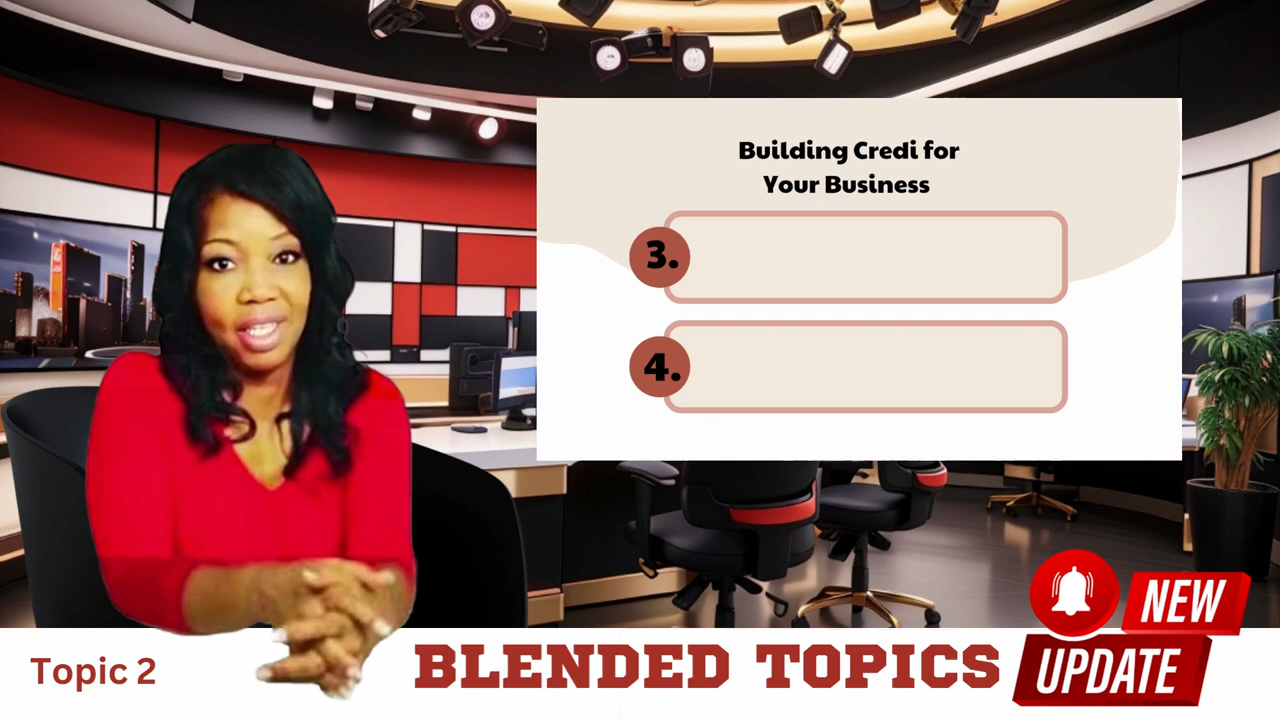 Building Credi for
Your Business
3.
4.
Topic 2
BLENDED TOPICS
NEW
UPDATE